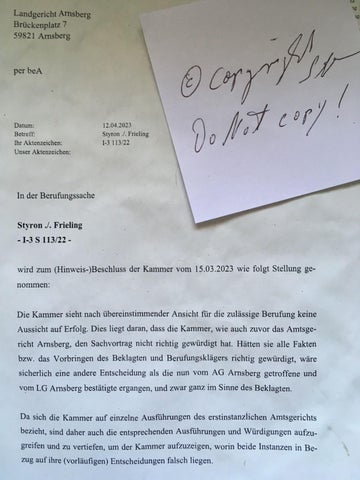 Landgericht Arnsberg
Brückenplatz 7
59821 Arnsberg
per beA
Datum: 12.04.2023
Betreff: Styron ./. Frieling
Ihr Aktenzeichen: I-3 113/22
Unser Aktenzeichen:
© copyright
Do Not copy!
In der Berufungssache
Styron ./. Frieling
- I-3 S 113/22 -
wird zum (Hinweis-)Beschluss der Kammer vom 15.03.2023 wie folgt Stellung ge-
nommen:
Die Kammer sieht nach übereinstimmender Ansicht für die zulässige Berufung keine
Aussicht auf Erfolg. Dies liegt daran, dass die Kammer, wie auch zuvor das Amtsge-
richt Arnsberg, den Sachvortrag nicht richtig gewürdigt hat. Hätten sie alle Fakten
bzw. das Vorbringen des Beklagten und Berufungsklägers richtig gewürdigt, wäre
sicherlich eine andere Entscheidung als die nun vom AG Arnsberg getroffene und
vom LG Arnsberg bestätigte ergangen, und zwar ganz im Sinne des Beklagten.
Da sich die Kammer auf einzelne Ausführungen des erstinstanzlichen Amtsgerichts
bezieht, sind daher auch die entsprechenden Ausführungen und Würdigungen aufzu-
greifen und zu vertiefen, um der Kammer aufzuzeigen, worin beide Instanzen in Be-
zug auf ihre (vorläufigen) Entscheidungen falsch liegen.